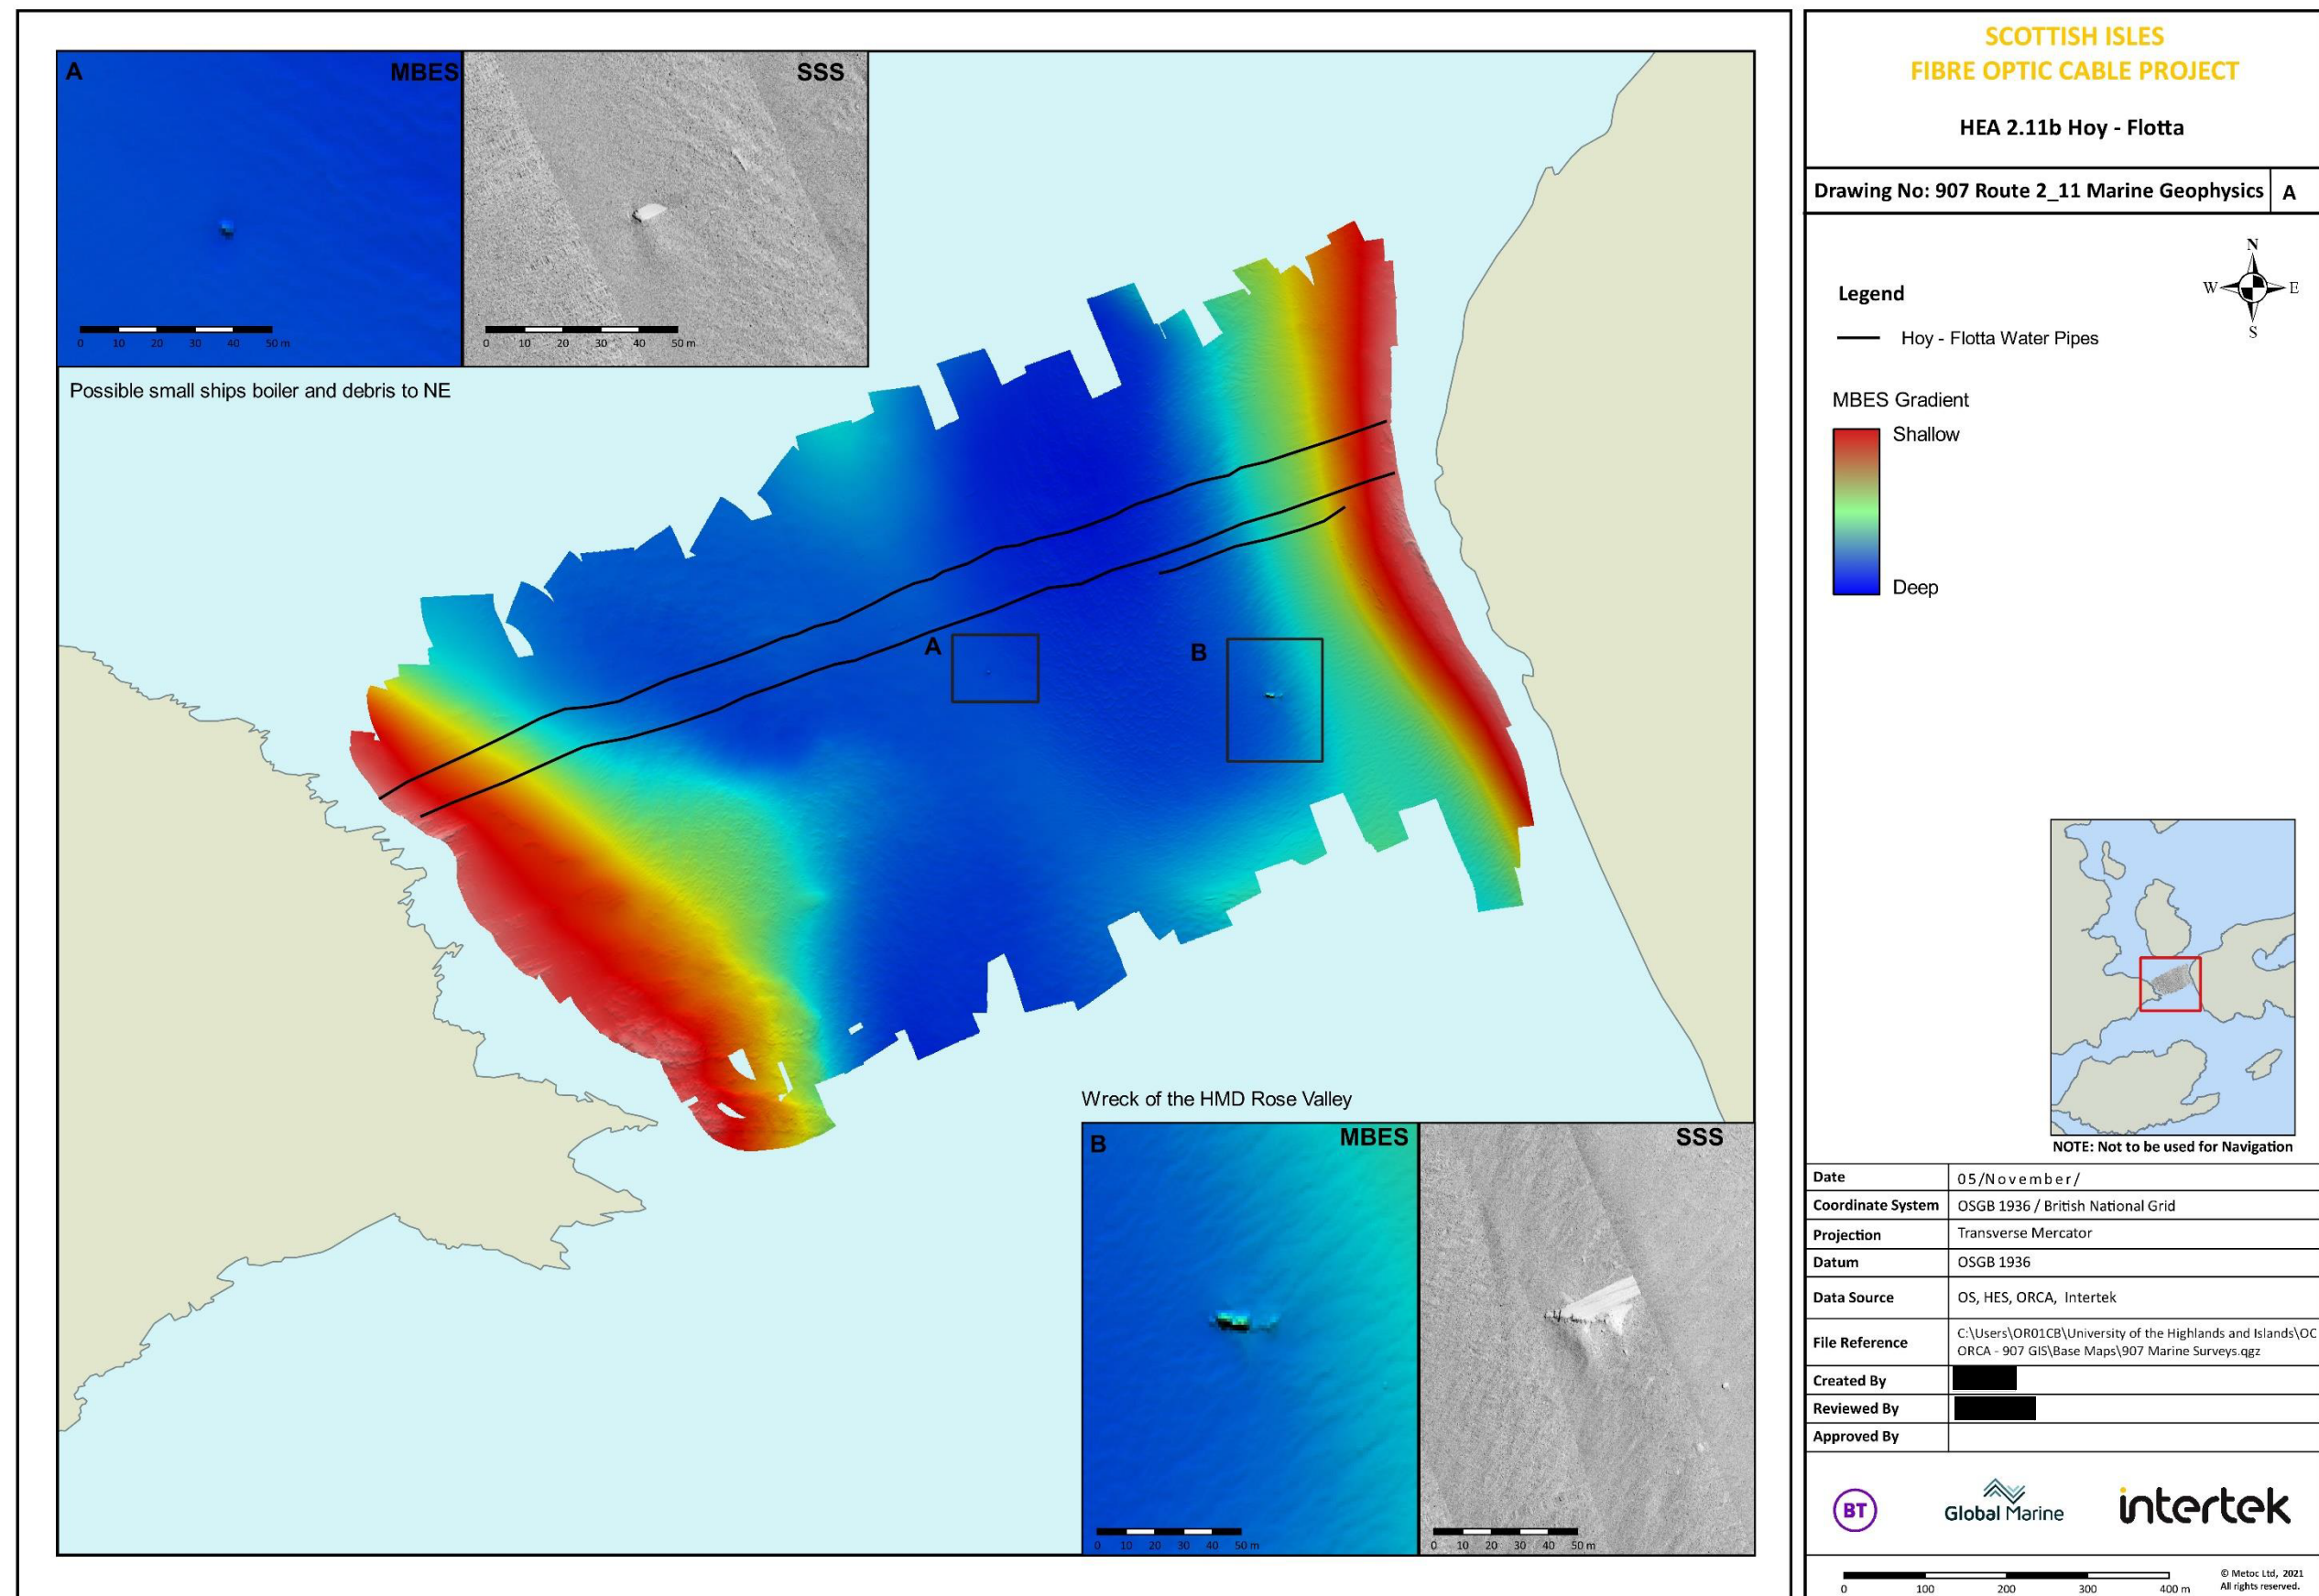 A
MBES
SSS
0 10 20 30 40 50 m
0 10 20 30 40 50 m
Possible small ships boiler and debris to NE
A
B
Wreck of the HMD Rose Valley
B
MBES
SSS
0 10 20 30 40 50 m
0 10 20 30 40 50 m
SCOTTISH ISLES
FIBRE OPTIC CABLE PROJECT
HEA 2.11b Hoy - Flotta
Drawing No: 907 Route 2_11 Marine Geophysics A
N
W E
S
Legend
Hoy - Flotta Water Pipes
MBES Gradient
Shallow
Deep
NOTE: Not to be used for Navigation
Date 05/November/
Coordinate System OSGB 1936 / British National Grid
Projection Transverse Mercator
Datum OSGB 1936
Data Source OS, HES, ORCA, Intertek
File Reference C:\Users\OR01CB\University of the Highlands and Islands\OC
ORCA - 907 GIS\Base Maps\907 Marine Surveys.qgz
Created By
Reviewed By
Approved By
BT
Global Marine
intertek
0 100 200 300 400 m
© Metoc Ltd, 2021
All rights reserved.